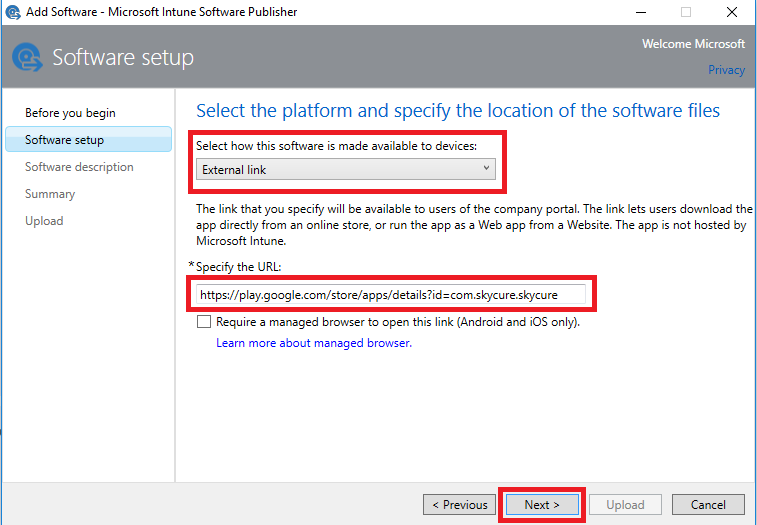 Add Software - Microsoft Intune Software Publisher
Software setup
Welcome Microsoft
Privacy
Before you begin
Software setup
Software description
Summary
Upload
Select the platform and specify the location of the software files
Select how this software is made available to devices:
External link
The link that you specify will be available to users of the company portal. The link lets users download the
app directly from an online store, or run the app as a Web app from a Website. The app is not hosted by
Microsoft Intune.
*Specify the URL:
https://play.google.com/store/apps/details?id=com.skycure.skycure
Require a managed browser to open this link (Android and iOS only).
Learn more about managed browser.
< Previous
Next >
Upload
Cancel